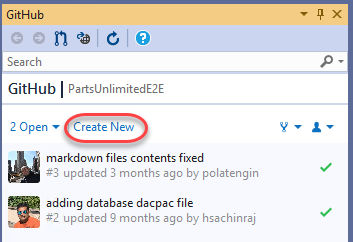 GitHub
Search
GitHub PartsUnlimitedE2E
2 Open Create New
markdown files contents fixed
#3 updated 3 months ago by polatengin
adding database dacpac file
#2 updated 9 months ago by hsachinraj